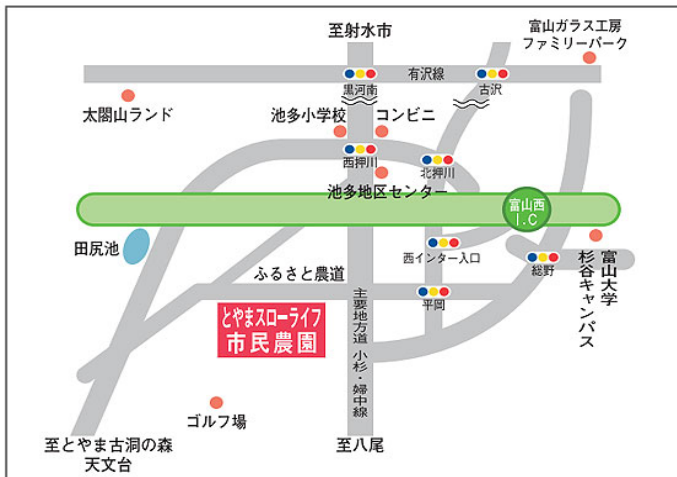 至射水市
富山ガラス工房
ファミリーパーク
有沢線
黒河南
古沢
太閤山ランド
池多小学校
コンビニ
西押川
北押川
池多地区センター
富山西
I.C
田尻池
西インター入口
総野
富山大学
杉谷キャンパス
ふるさと農道
平岡
とやまスローライフ
市民農園
主要地方道 小杉・婦中線
ゴルフ場
至とやま古洞の森
天文台
至八尾